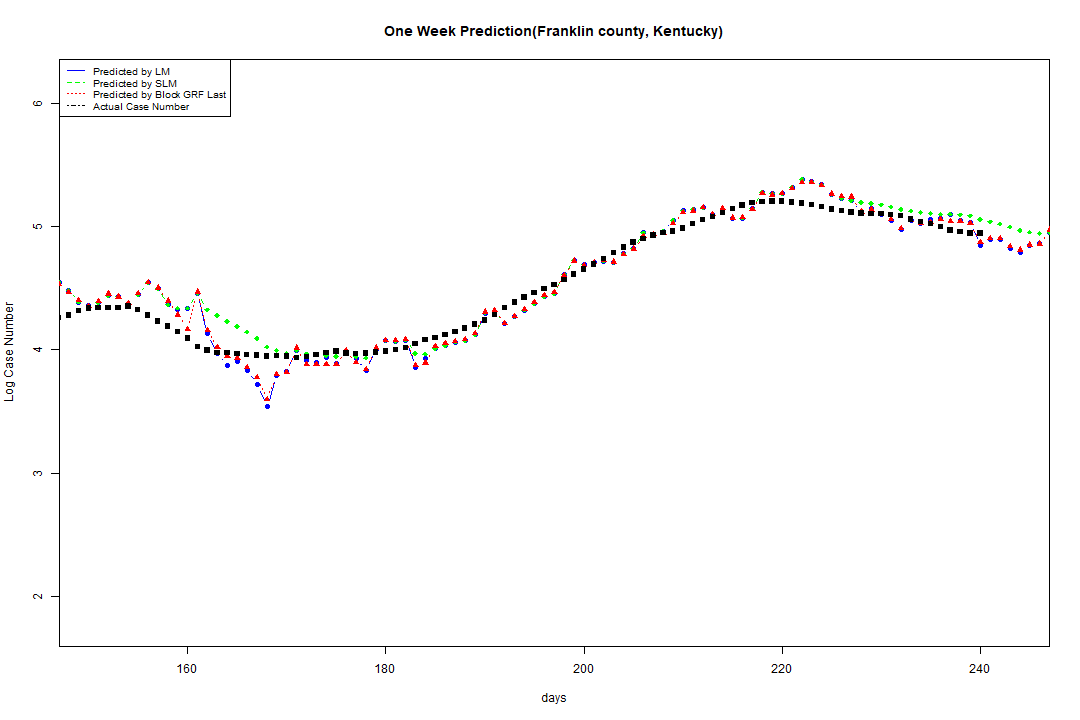 One Week Prediction(Franklin county, Kentucky)
Predicted by LM
Predicted by SLM
Predicted by Block GRF Last
Actual Case Number
6
5
4
3
2
Log Case Number
160 180 200 220 240
days